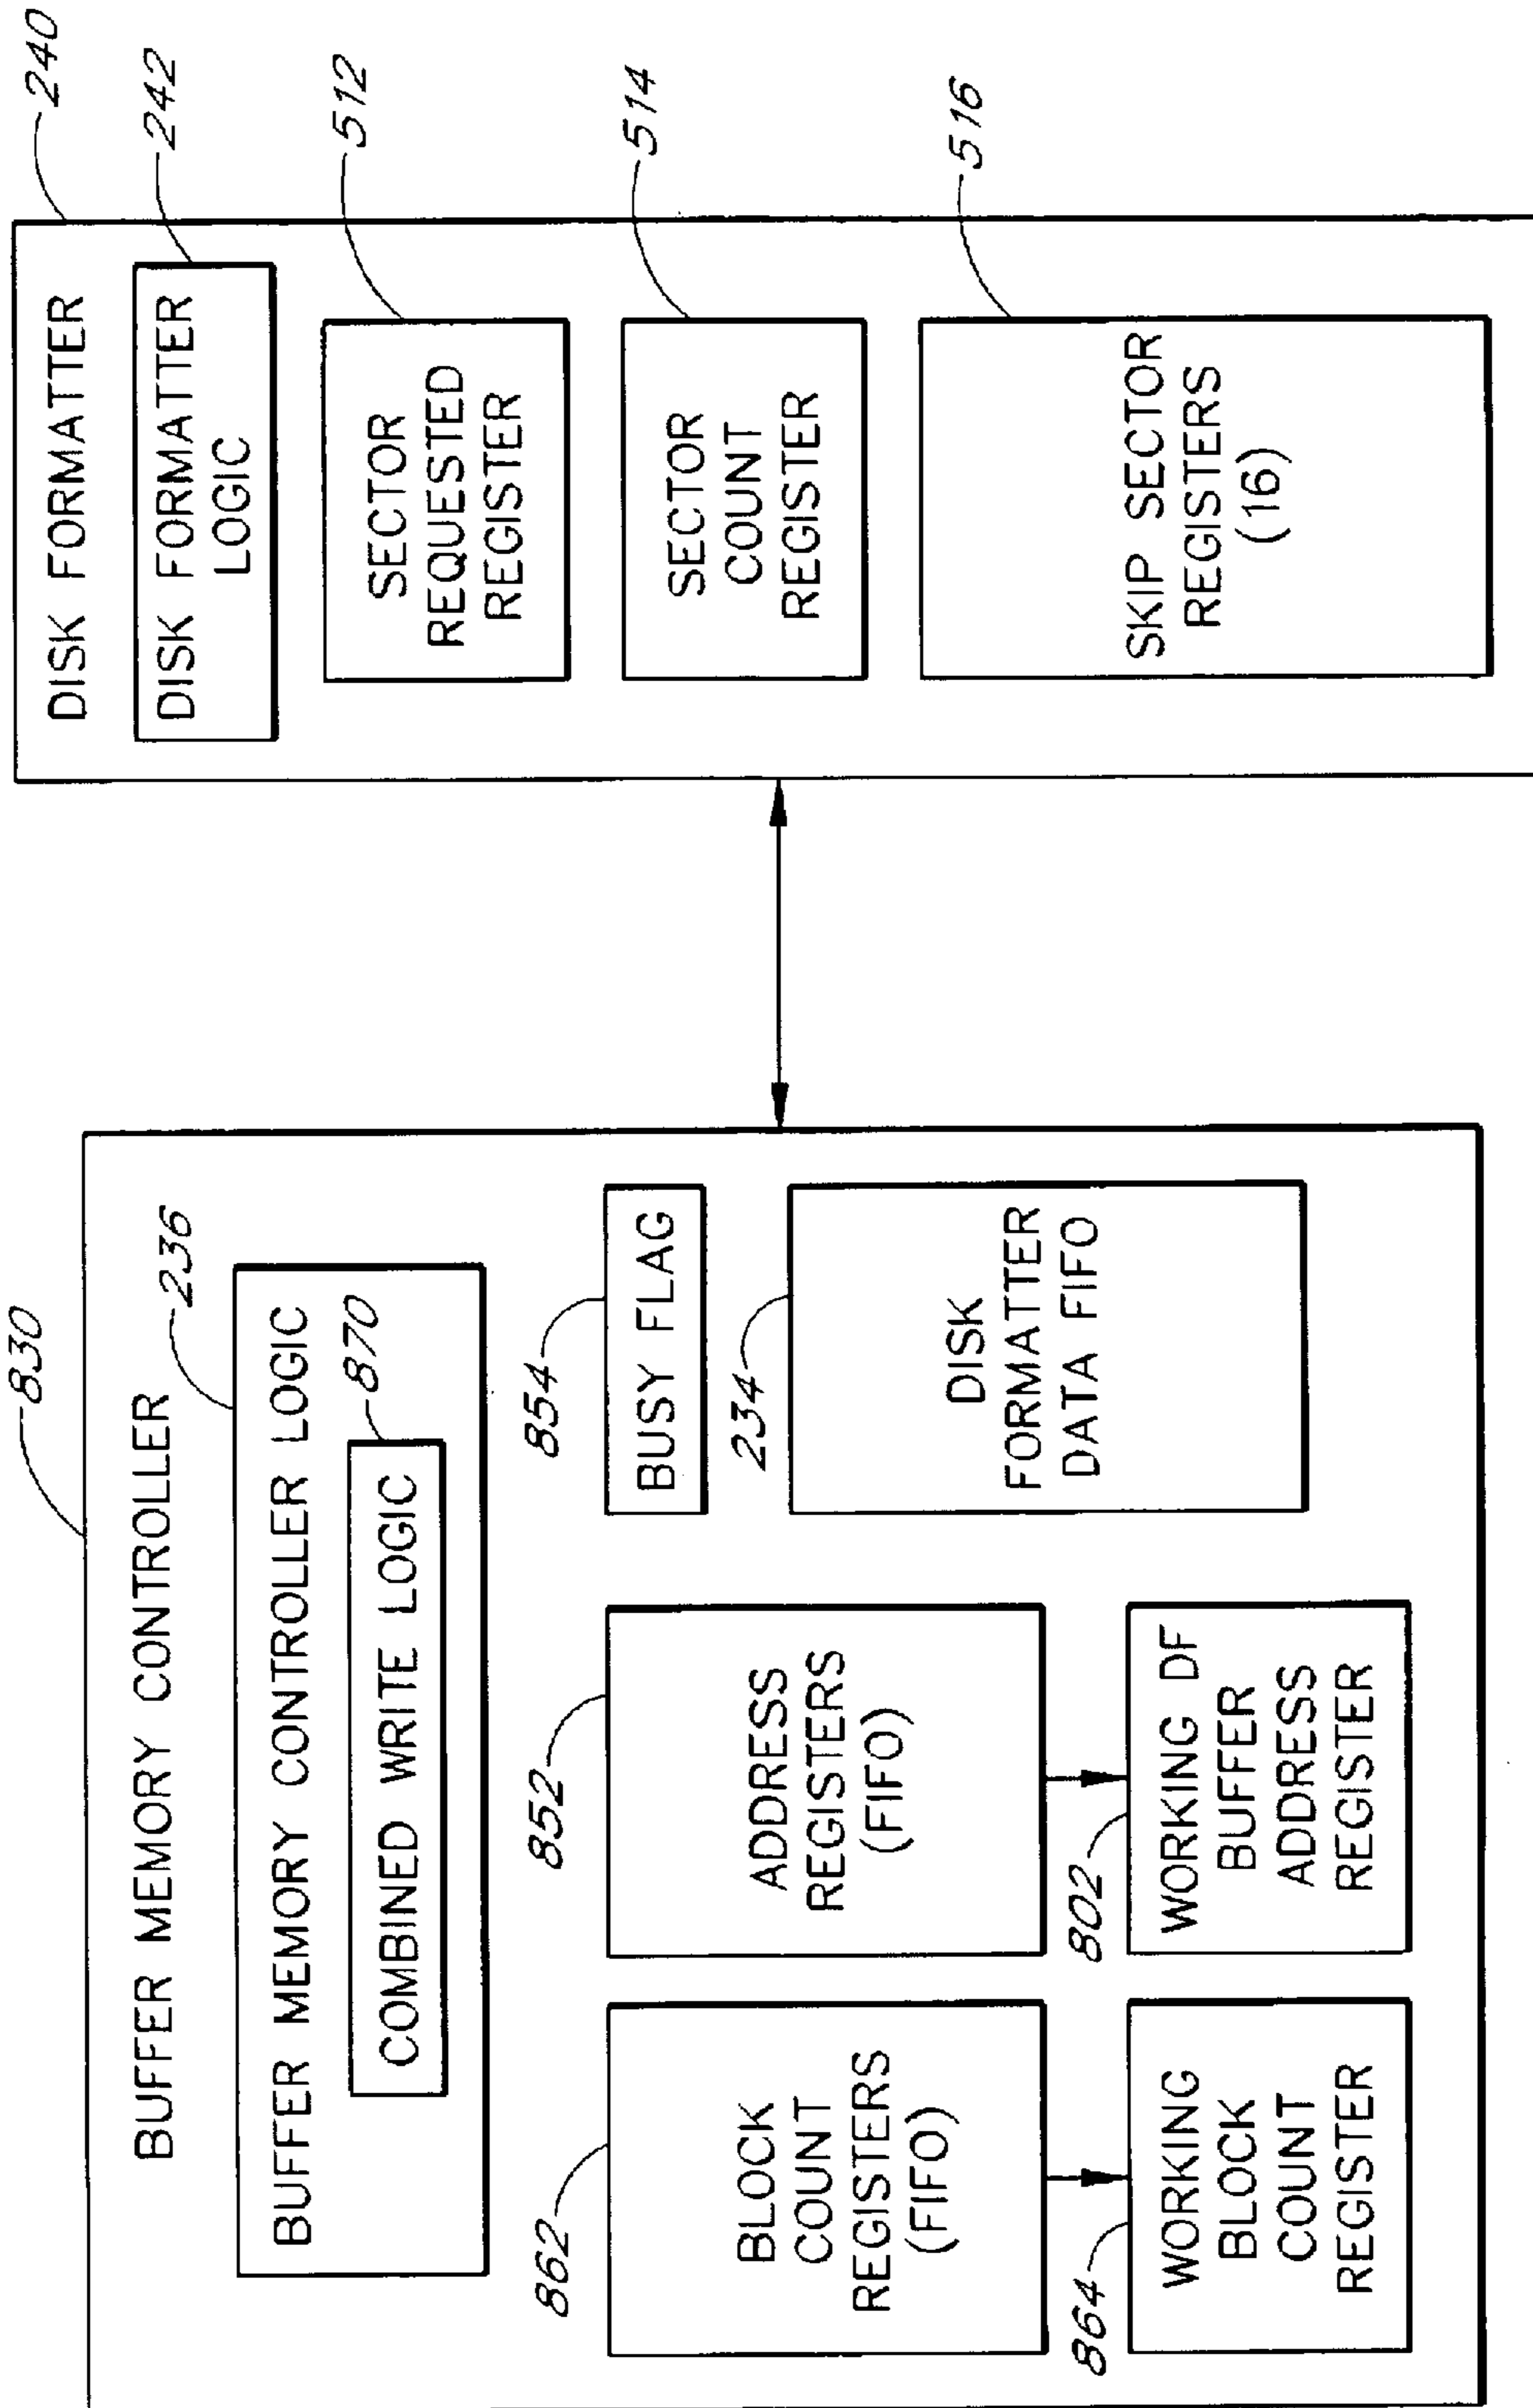 830
BUFFER MEMORY CONTROLLER
236
BUFFER MEMORY CONTROLLER LOGIC
870
COMBINED WRITE LOGIC
862
BLOCK
COUNT
REGISTERS
(FIFO)
852
ADDRESS
REGISTERS
(FIFO)
854
BUSY FLAG
234
DISK
FORMATTER
DATA FIFO
864
WORKING
BLOCK
COUNT
REGISTER
802
WORKING DF
BUFFER
ADDRESS
REGISTER
240
DISK FORMATTER
242
DISK FORMATTER
LOGIC
512
SECTOR
REQUESTED
REGISTER
514
SECTOR
COUNT
REGISTER
516
SKIP SECTOR
REGISTERS
(16)